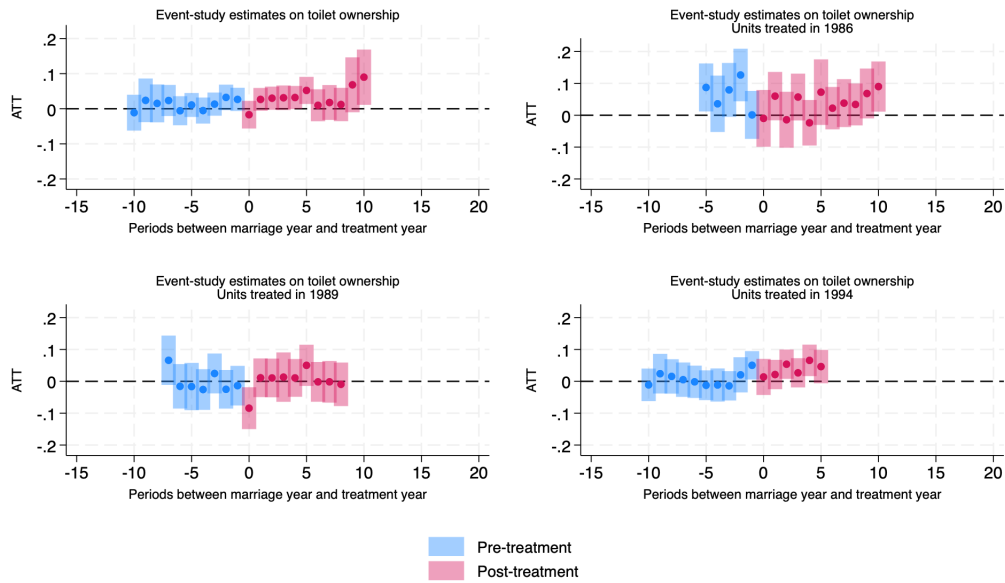 Event-study estimates on toilet ownership
.2
.1
0
-.1
-.2
ATT
-15 -10 -5 0 5 10 15 20
Periods between marriage year and treatment year
Event-study estimates on toilet ownership
Units treated in 1986
.2
.1
0
-.1
-.2
ATT
-15 -10 -5 0 5 10 15 20
Periods between marriage year and treatment year
Event-study estimates on toilet ownership
Units treated in 1989
.2
.1
0
-.1
-.2
ATT
-15 -10 -5 0 5 10 15 20
Periods between marriage year and treatment year
Event-study estimates on toilet ownership
Units treated in 1994
.2
.1
0
-.1
-.2
ATT
-15 -10 -5 0 5 10 15 20
Periods between marriage year and treatment year
Pre-treatment
Post-treatment